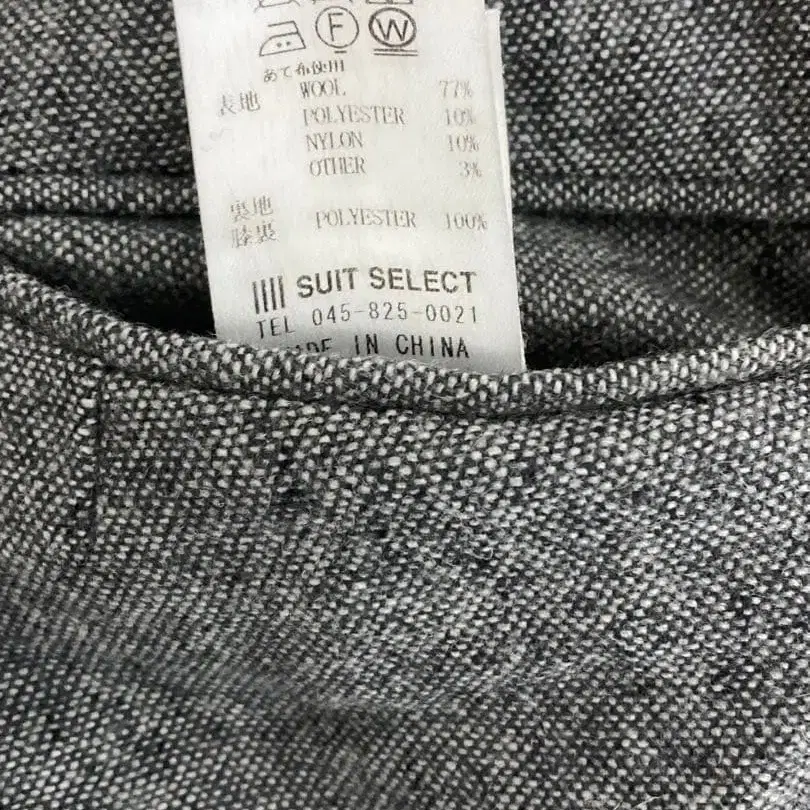 F W
あて布使用
表地 WOOL 77%
POLYESTER 10%
NYLON 10%
OTHER 3%
裏地
膝裏 POLYESTER 100%
SUIT SELECT
TEL 045-825-0021
MADE IN CHINA